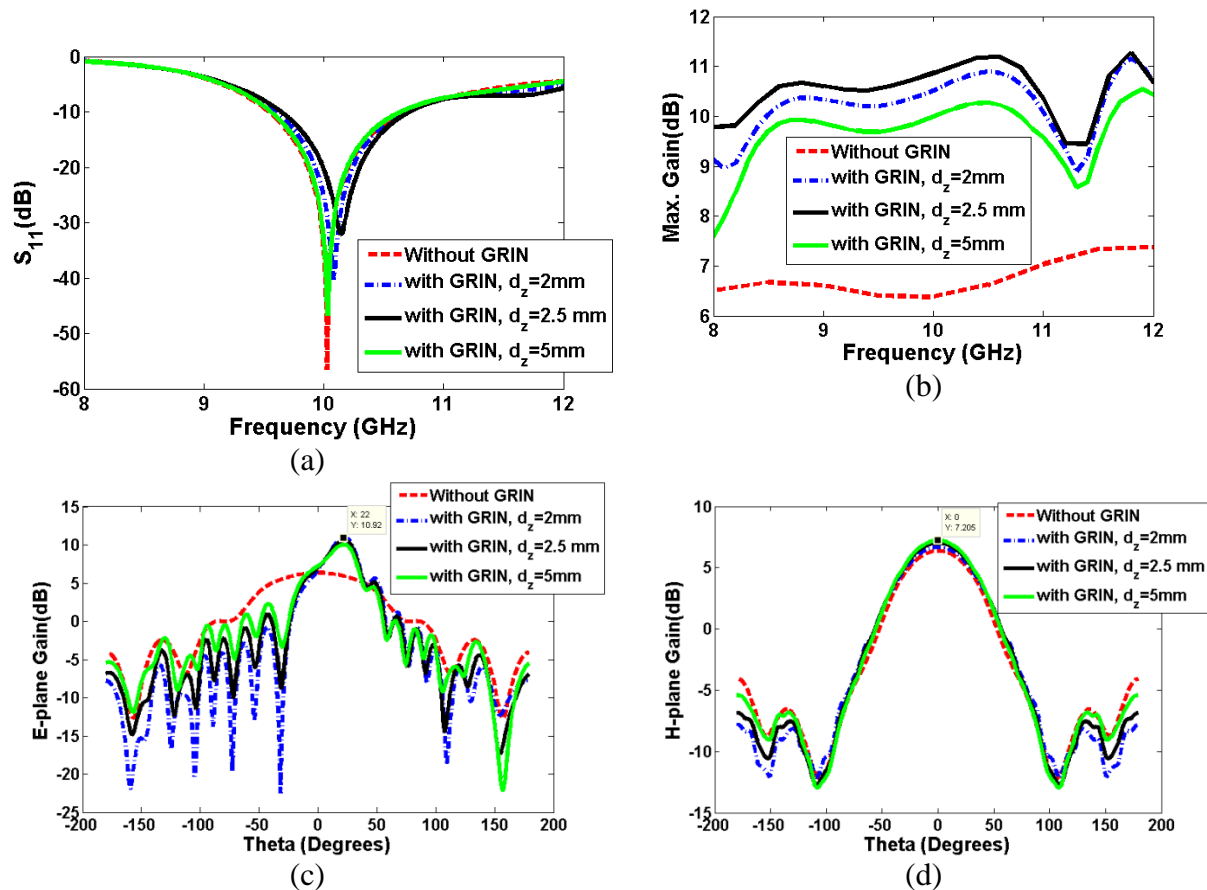 0
-10
-20
-30
-40
-50
-60
8
9
10
11
12
S11(dB)
Frequency (GHz)
Without GRIN
with GRIN, dz=2mm
with GRIN, dz=2.5 mm
with GRIN, dz=5mm
(a)
12
11
10
9
8
7
6
8
9
10
11
12
Max. Gain(dB)
Frequency (GHz)
Without GRIN
with GRIN, dz=2mm
with GRIN, dz=2.5 mm
with GRIN, dz=5mm
(b)
15
10
5
0
-5
-10
-15
-20
-25
-200
-150
-100
-50
0
50
100
150
200
E-plane Gain(dB)
Theta (Degrees)
X: 22
Y: 10.92
Without GRIN
with GRIN, dz=2mm
with GRIN, dz=2.5 mm
with GRIN, dz=5mm
(c)
10
5
0
-5
-10
-15
-200
-150
-100
-50
0
50
100
150
200
H-plane Gain(dB)
Theta (Degrees)
X: 0
Y: 7.205
Without GRIN
with GRIN, dz=2mm
with GRIN, dz=2.5 mm
with GRIN, dz=5mm
(d)